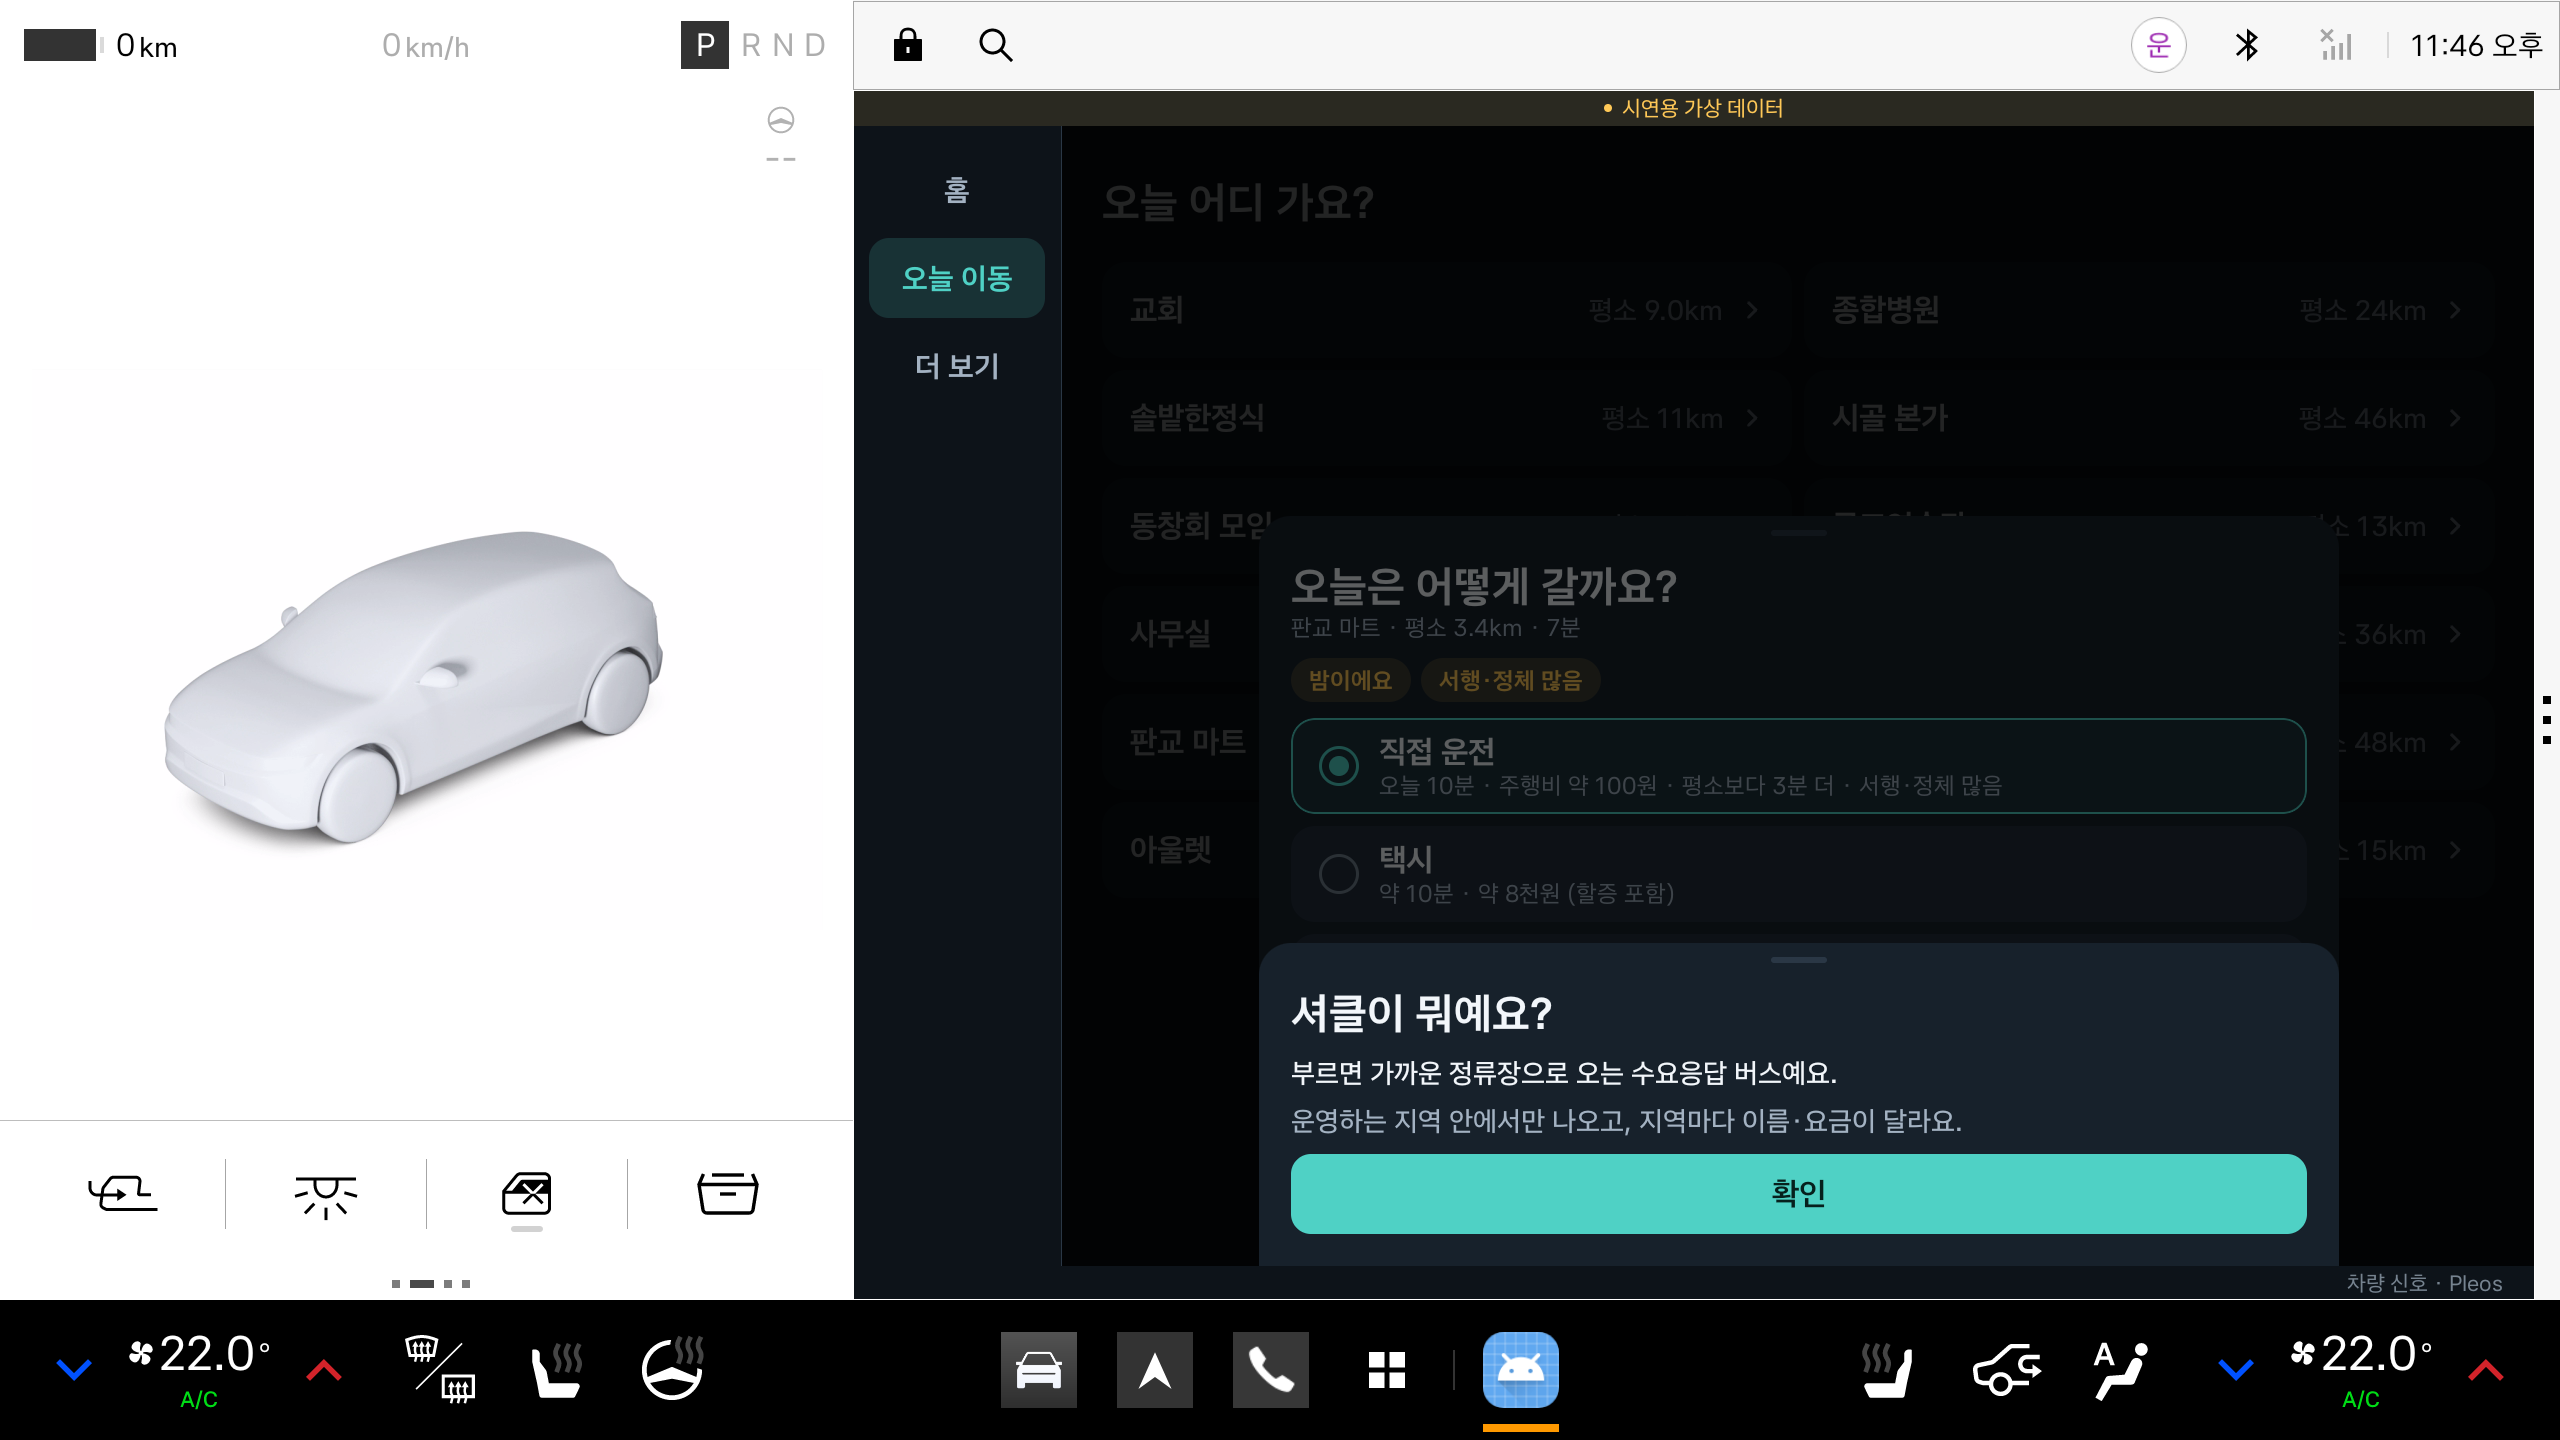 0 km
0 km/h
P R N D
운
11:46 오후
시연용 가상 데이터
홈
오늘 이동
더 보기
오늘 어디 가요?
교회 평소 9.0km
종합병원 평소 24km
솔밭한정식 평소 11km
시골 본가 평소 46km
동창회 모임
13km
사무실
36km
판교 마트
48km
아울렛
15km
오늘은 어떻게 갈까요?
판교 마트 · 평소 3.4km · 7분
밤이에요
서행·정체 많음
직접 운전
오늘 10분 · 주행비 약 100원 · 평소보다 3분 더 · 서행·정체 많음
택시
약 10분 · 약 8천원 (할증 포함)
셔클이 뭐예요?
부르면 가까운 정류장으로 오는 수요응답 버스예요.
운영하는 지역 안에서만 나오고, 지역마다 이름·요금이 달라요.
확인
차량 신호 · Pleos
22.0°
A/C
A
22.0°
A/C